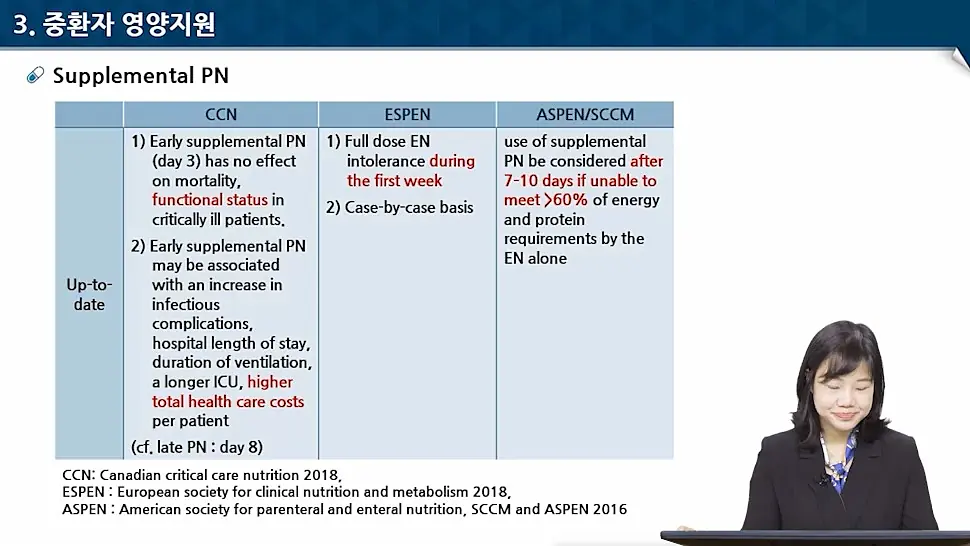 3. 중환자 영양지원
Supplemental PN
CCN
ESPEN
ASPEN/SCCM
Up-to-
date
1) Early supplemental PN
(day 3) has no effect
on mortality,
functional status in
critically ill patients.
2) Early supplemental PN
may be associated
with an increase in
infectious
complications,
hospital length of stay,
duration of ventilation,
a longer ICU, higher
total health care costs
per patient
(cf. late PN : day 8)
1) Full dose EN
intolerance during
the first week
2) Case-by-case basis
use of supplemental
PN be considered after
7-10 days if unable to
meet >60% of energy
and protein
requirements by the
EN alone
CCN: Canadian critical care nutrition 2018,
ESPEN : European society for clinical nutrition and metabolism 2018,
ASPEN : American society for parenteral and enteral nutrition, SCCM and ASPEN 2016